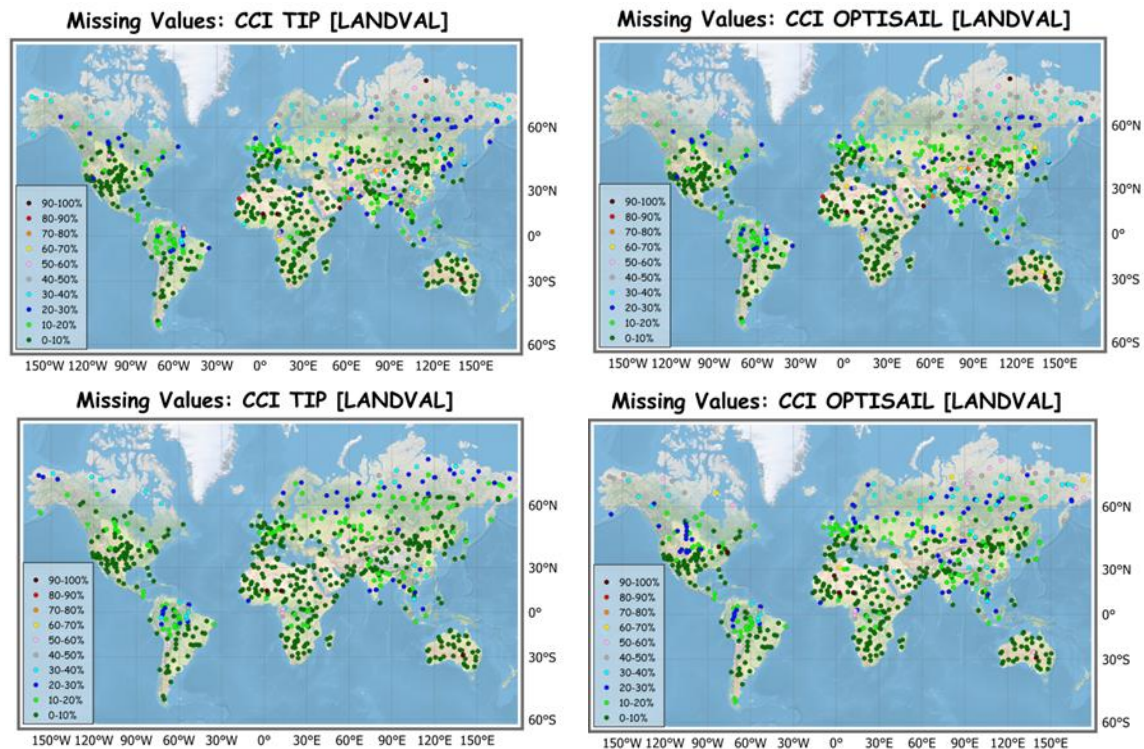 Missing Values: CCI TIP [LANDVAL]
90-100%
80-90%
70-80%
60-70%
50-60%
40-50%
30-40%
20-30%
10-20%
0-10%
60°N
30°N
0°
30°S
60°S
150°W 120°W 90°W 60°W 30°W 0° 30°E 60°E 90°E 120°E 150°E
Missing Values: CCI OPTISAIL [LANDVAL]
90-100%
80-90%
70-80%
60-70%
50-60%
40-50%
30-40%
20-30%
10-20%
0-10%
60°N
30°N
0°
30°S
60°S
150°W 120°W 90°W 60°W 30°W 0° 30°E 60°E 90°E 120°E 150°E
Missing Values: CCI TIP [LANDVAL]
90-100%
80-90%
70-80%
60-70%
50-60%
40-50%
30-40%
20-30%
10-20%
0-10%
60°N
30°N
0°
30°S
60°S
150°W 120°W 90°W 60°W 30°W 0° 30°E 60°E 90°E 120°E 150°E
Missing Values: CCI OPTISAIL [LANDVAL]
90-100%
80-90%
70-80%
60-70%
50-60%
40-50%
30-40%
20-30%
10-20%
0-10%
60°N
30°N
0°
30°S
60°S
150°W 120°W 90°W 60°W 30°W 0° 30°E 60°E 90°E 120°E 150°E